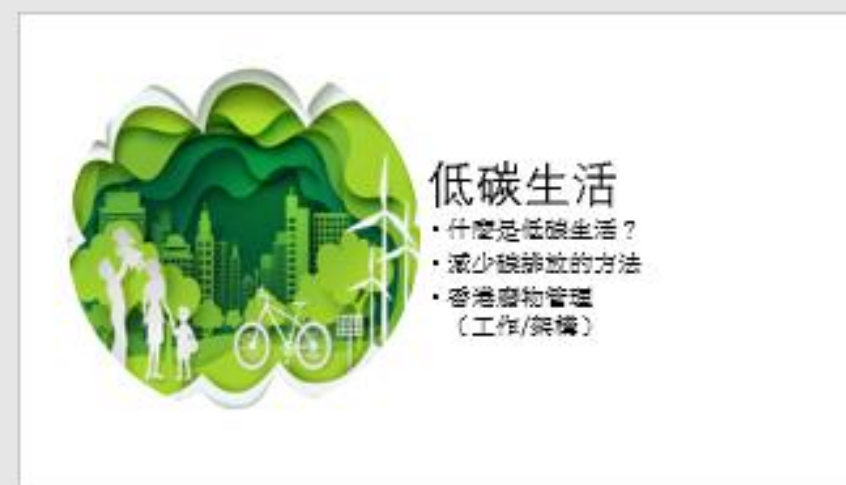 低碳生活
▪ 什麼是低碳生活？
▪ 減少碳排放的方法
▪ 香港廢物管理
（工作/架構）